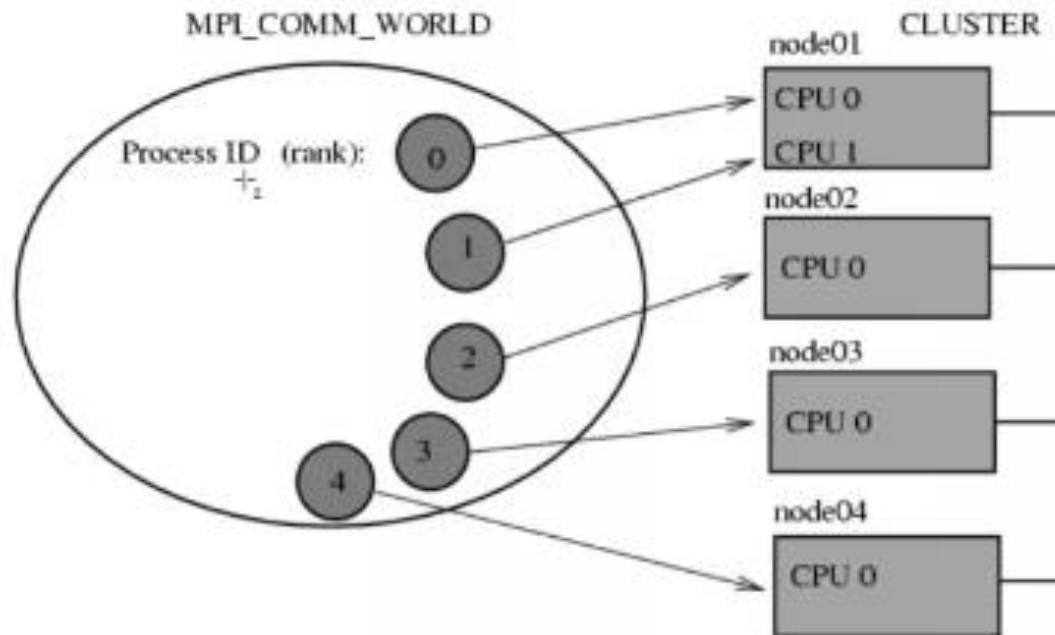 MPI_COMM_WORLD
CLUSTER
Process ID (rank):
0
1
2
3
4
node01
CPU 0
CPU 1
node02
CPU 0
node03
CPU 0
node04
CPU 0